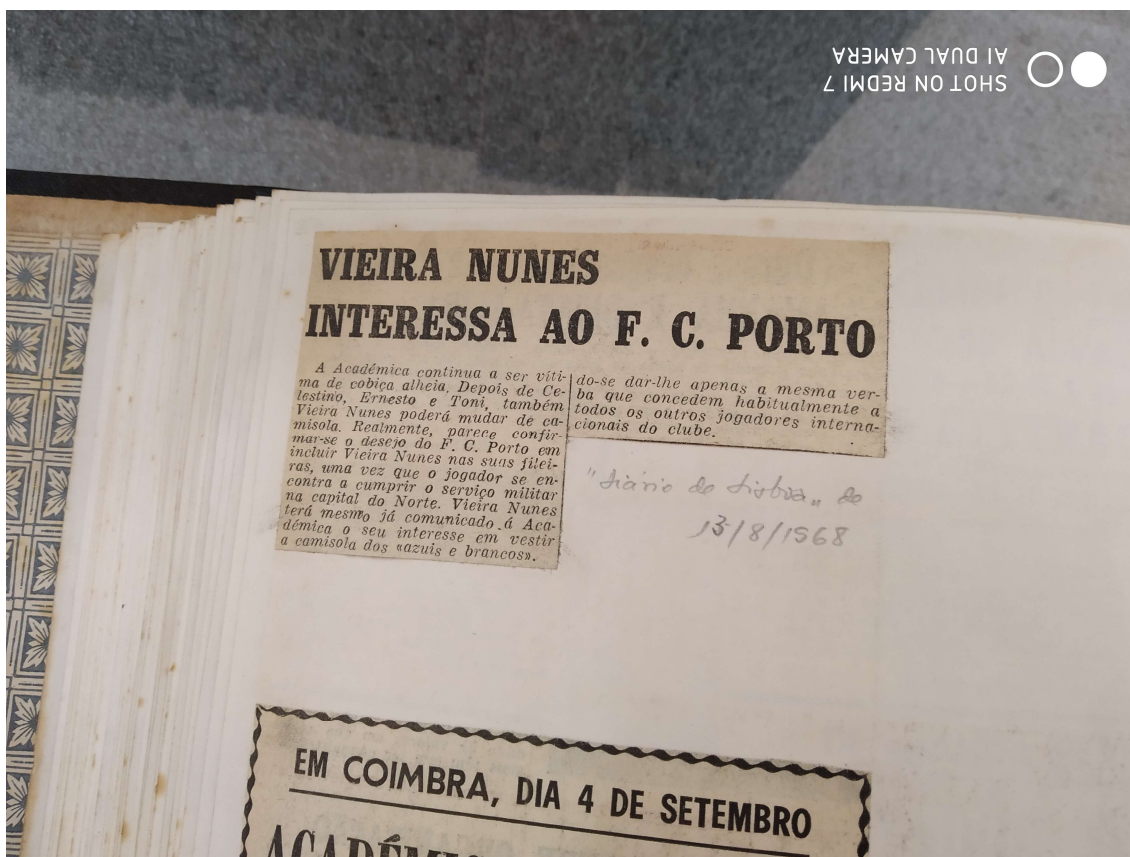 SHOT ON REDMI 7
AI DUAL CAMERA
VIEIRA NUNES
INTERESSA AO F. C. PORTO
A Académica continua a ser víti-
ma de cobiça alheia. Depois de Ce-
lestino, Ernesto e Toni, também
Vieira Nunes poderá mudar de ca-
misola. Realmente, parece confir-
mar-se o desejo do F. C. Porto em
incluir Vieira Nunes nas suas filei-
ras, uma vez que o jogador se en-
contra a cumprir o serviço militar
na capital do Norte. Vieira Nunes
terá mesmo já comunicado á Aca-
démica o seu interesse em vestir
a camisola dos «azuis e brancos».
do-se dar-lhe apenas a mesma ver-
ba que concedem habitualmente a
todos os outros jogadores interna-
cionais do clube.
"Diário de Lisboa" de
13/8/1968
EM COIMBRA, DIA 4 DE SETEMBRO